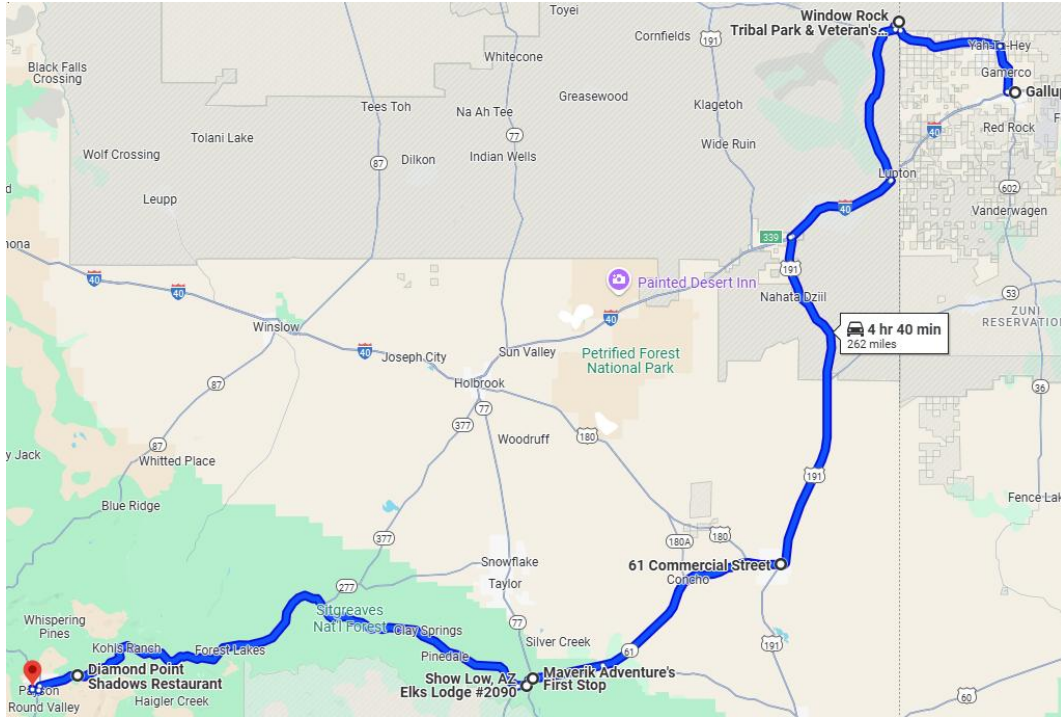 Toyei
Window Rock
Tribal Park & Veteran's...
Cornfields
191
Yah-Ta-Hey
Black Falls
Crossing
Whitecone
Gamerco
Greasewood
Tees Toh
Na Ah Tee
Klagetoh
Gallup
77
40
Red Rock
Tolani Lake
Wide Ruin
Wolf Crossing
87
Dilkon
Indian Wells
Lupton
Leupp
602
Vanderwagen
40
339
191
40
Painted Desert Inn
Nahata Dziil
53
40
ZUNI
RESERVATION
Winslow
40
4 hr 40 min
262 miles
40
Joseph City
Sun Valley
Petrified Forest
National Park
Holbrook
87
77
36
377
Woodruff
180
y Jack
87
Whitted Place
191
Blue Ridge
Fence Lak
377
180A
180
Snowflake
61 Commercial Street
Concho
277
Taylor
Sitgreaves
Nat'l Forest
Whispering
Pines
Clay Springs
77
Silver Creek
191
Kohls Ranch
Forest Lakes
Pinedale
61
Diamond Point
Shadows Restaurant
Show Low, AZ
Elks Lodge #2090
Maverik Adventure's
First Stop
Payson
60
Round Valley
Haigler Creek